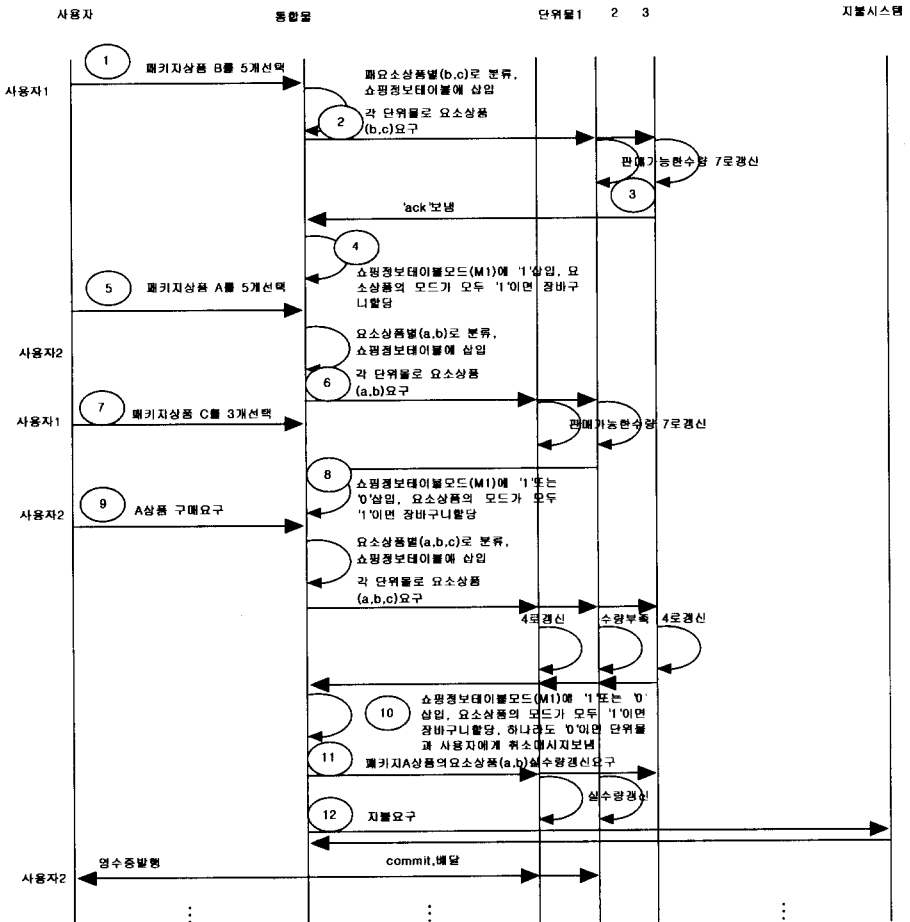 사용자 통합몰 단위몰1 2 3 지불시스템
사용자1
1
패키지상품 B를 5개선택
패요소상품별(b,c)로 분류,
쇼핑정보테이블에 삽입
2
각 단위몰로 요소상품
(b,c)요구
판매가능한수량 7로갱신
3
'ack'보냄
4
쇼핑정보테이블모드(M1)에 '1'삽입, 요
소상품의 모드가 모두 '1'이면 장바구
니할당
5
패키지상품 A를 5개선택
사용자2
요소상품별(a,b)로 분류,
쇼핑정보테이블에 삽입
6
각 단위몰로 요소상품
(a,b)요구
사용자1
7
패키지상품 C를 3개선택
판매가능한수량 7로갱신
8
쇼핑정보테이블모드(M1)에 '1'또는
'0'삽입, 요소상품의 모드가 모두
'1'이면 장바구니할당
사용자2
9
A상품 구매요구
요소상품별(a,b,c)로 분류,
쇼핑정보테이블에 삽입
각 단위몰로 요소상품
(a,b,c)요구
4로갱신 수량부족 4로갱신
10
쇼핑정보테이블모드(M1)에 '1'또는 '0'
삽입, 요소상품의 모드가 모두 '1'이면
장바구니할당, 하나라도 '0'이면 단위몰
과 사용자에게 취소메시지보냄
11
패키지A상품의요소상품(a,b)실수량갱신요구
실수량갱신
12
지불요구
영수증발행
commit,배달
사용자2